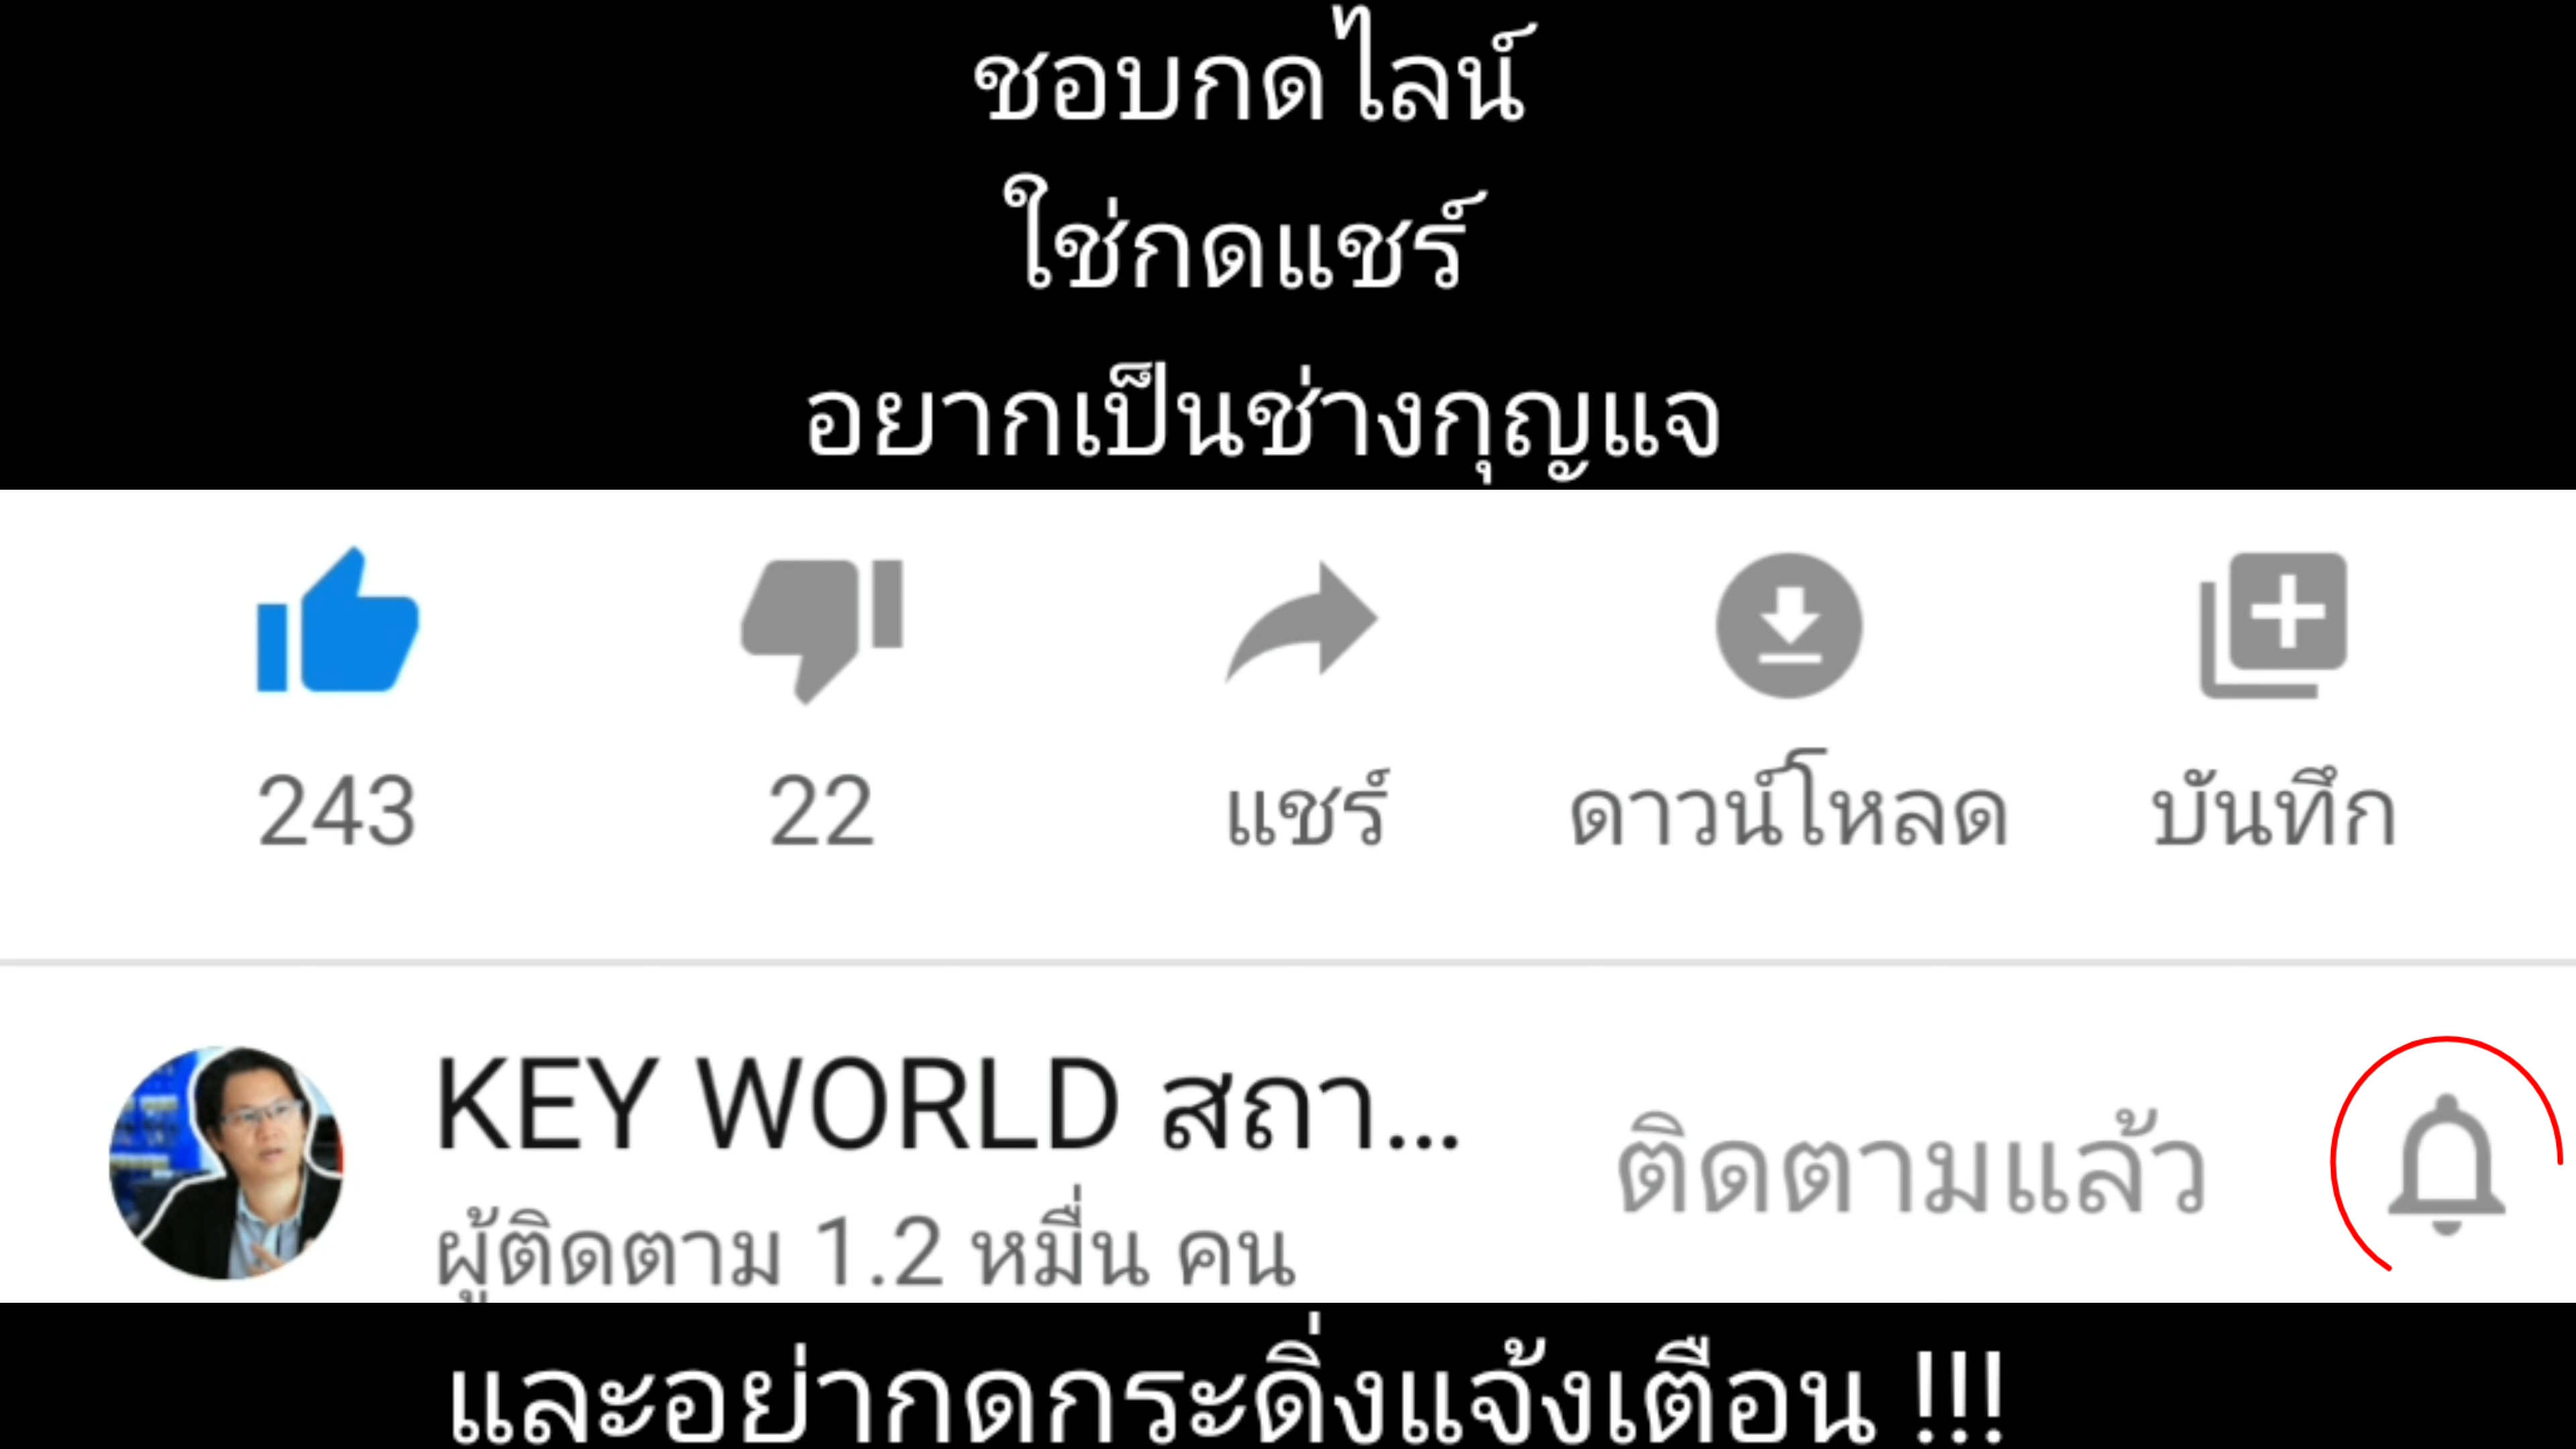 ชอบกดไลน์
ใช่กดแชร์
อยากเป็นช่างกุญแจ
243 22 แชร์ ดาวน์โหลด บันทึก
KEY WORLD สถา...
ติดตามแล้ว
ผู้ติดตาม 1.2 หมื่น คน
และอย่ากดกระดิ่งแจ้งเตือน !!!